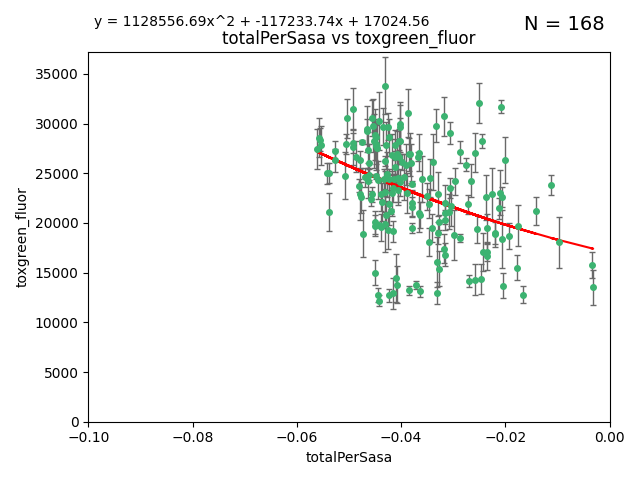 y = 1128556.69x^2 + -117233.74x + 17024.56
N = 168
totalPerSasa vs toxgreen_fluor
35000
30000
25000
20000
15000
10000
5000
0
toxgreen_fluor
−0.10 −0.08 −0.06 −0.04 −0.02 0.00
totalPerSasa